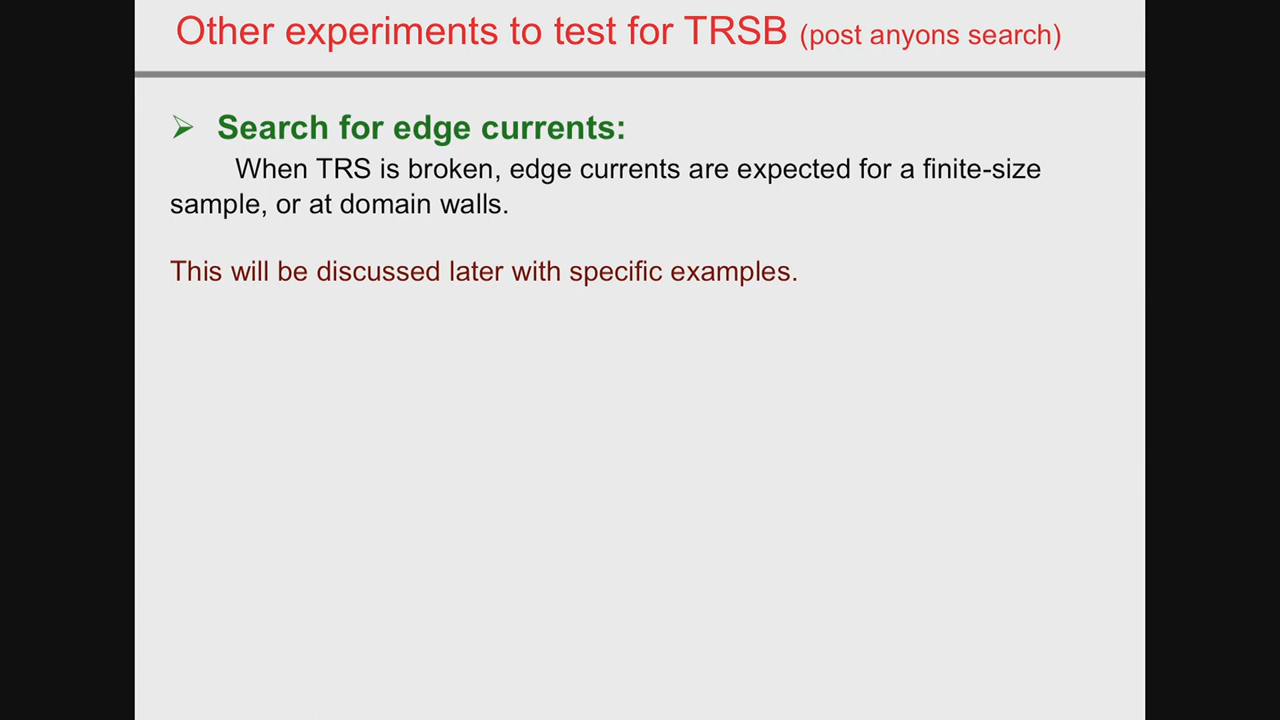 Other experiments to test for TRSB (post anyons search)
➢ Search for edge currents:
When TRS is broken, edge currents are expected for a finite-size
sample, or at domain walls.
This will be discussed later with specific examples.